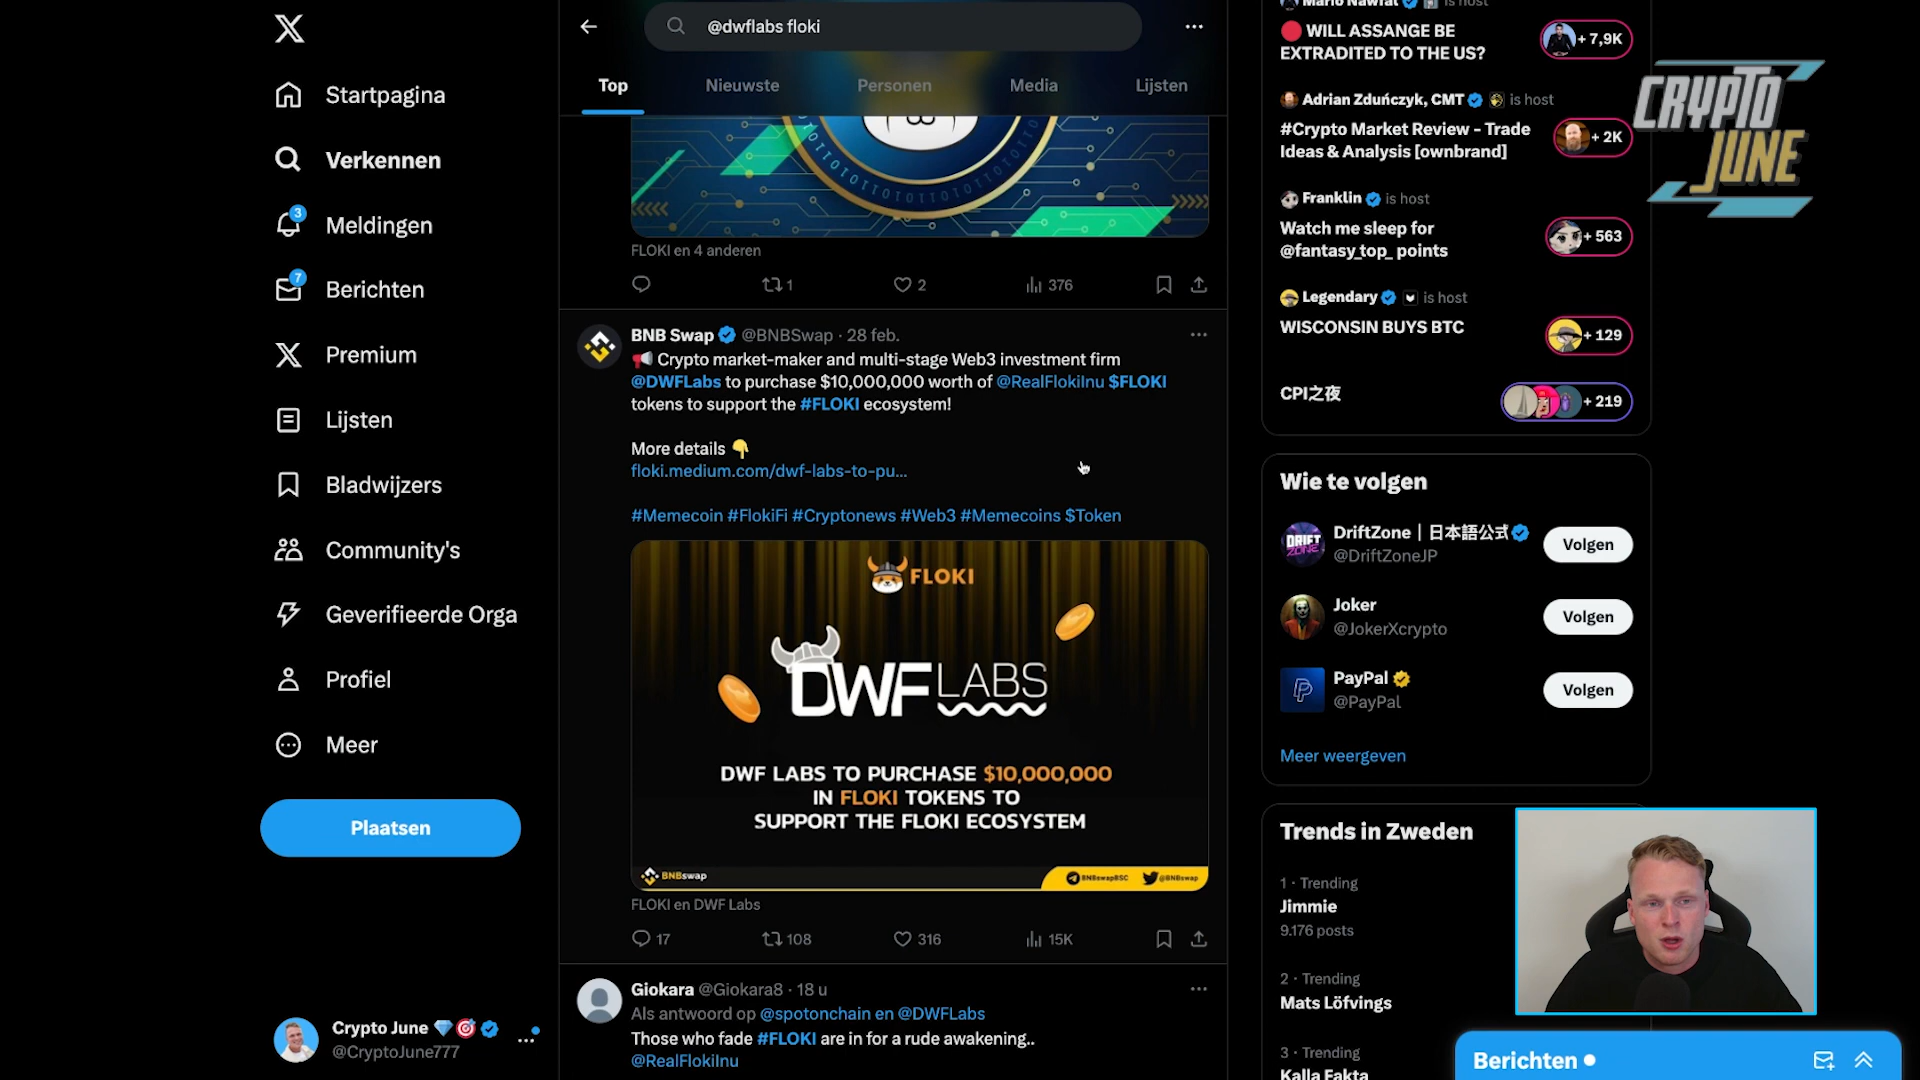 Startpagina
Verkennen
3
Meldingen
7
Berichten
Premium
Lijsten
Bladwijzers
Community's
Geverifieerde Orga
Profiel
Meer
Plaatsen
Crypto June
@CryptoJune777
@dwflabs floki
Top
Nieuwste
Personen
Media
Lijsten
FLOKI en 4 anderen
1
2
376
BNB Swap @BNBSwap · 28 feb.
Crypto market-maker and multi-stage Web3 investment firm
@DWFLabs to purchase $10,000,000 worth of @RealFlokiInu $FLOKI
tokens to support the #FLOKI ecosystem!
More details
floki.medium.com/dwf-labs-to-pu...
#Memecoin #FlokiFi #Cryptonews #Web3 #Memecoins $Token
FLOKI
DWF LABS
DWF LABS TO PURCHASE $10,000,000
IN FLOKI TOKENS TO
SUPPORT THE FLOKI ECOSYSTEM
BNBswap
BNBswapBSC
@BNBswap
FLOKI en DWF Labs
17
108
316
15K
Giokara @Giokara8 · 18 u
Als antwoord op @spotonchain en @DWFLabs
Those who fade #FLOKI are in for a rude awakening..
@RealFlokiInu
Mario Nawfal is host
WILL ASSANGE BE
EXTRADITED TO THE US?
+ 7,9K
Adrian Zduńczyk, CMT is host
#Crypto Market Review - Trade
Ideas & Analysis [ownbrand]
+ 2K
Franklin is host
Watch me sleep for
@fantasy_top_ points
+ 563
Legendary is host
WISCONSIN BUYS BTC
+ 129
CPI之夜
+ 219
CRYPTO
JUNE
Wie te volgen
DRIFT
ZONE
DriftZone | 日本語公式
@DriftZoneJP
Volgen
Joker
@JokerXcrypto
Volgen
PayPal
@PayPal
Volgen
Meer weergeven
Trends in Zweden
1 · Trending
Jimmie
9.176 posts
2 · Trending
Mats Löfvings
3 · Trending
Kalla Fakta
Berichten